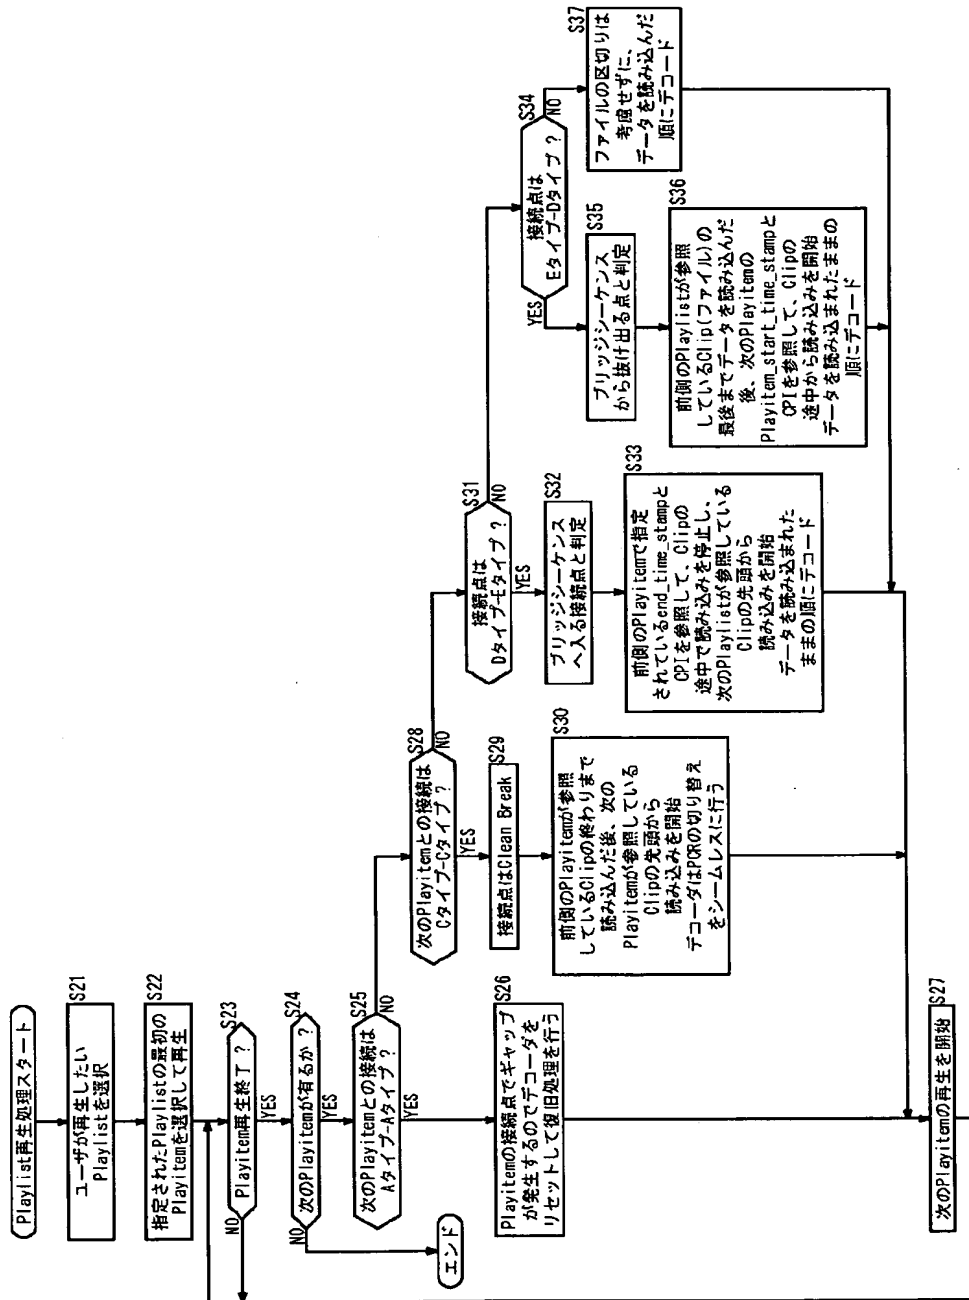 Playlist再生処理スタート
S21
ユーザが再生したい
Playlistを選択
S22
指定されたPlaylistの最初の
Playitemを選択して再生
S23
Playitem再生終了？
NO
YES
S24
次のPlayitemが有るか？
NO
YES
エンド
S25
次のPlayitemとの接続は
Aタイプ-Aタイプ？
NO
YES
S26
Playitemの接続点でギャップ
が発生するのでデコーダを
リセットして復旧処理を行う
S27
次のPlayitemの再生を開始
S28
次のPlayitemとの接続は
Cタイプ-Cタイプ？
NO
YES
S29
接続点はClean Break
S30
前側のPlayitemが参照
しているClipの終わりまで
読み込んだ後、次の
Playitemが参照している
Clipの先頭から
読み込みを開始
デコーダはPCRの切り替え
をシームレスに行う
S31
接続点は
Dタイプ-Eタイプ？
NO
YES
S32
ブリッジシーケンス
へ入る接続点と判定
S33
前側のPlayitemで指定
されているend_time_stampと
CPIを参照して、Clipの
途中で読み込みを停止し、
次のPlaylistが参照している
Clipの先頭から
読み込みを開始
データを読み込まれた
ままの順にデコード
S34
接続点は
Eタイプ-Dタイプ？
NO
YES
S35
ブリッジシーケンス
から抜け出る点と判定
S36
前側のPlaylistが参照
しているClip(ファイル)の
最後までデータを読み込んだ
後、次のPlayitemの
Playitem_start_time_stampと
CPIを参照して、Clipの
途中から読み込みを開始
データを読み込まれたままの
順にデコード
S37
ファイルの区切りは
考慮せずに、
データを読み込んだ
順にデコード